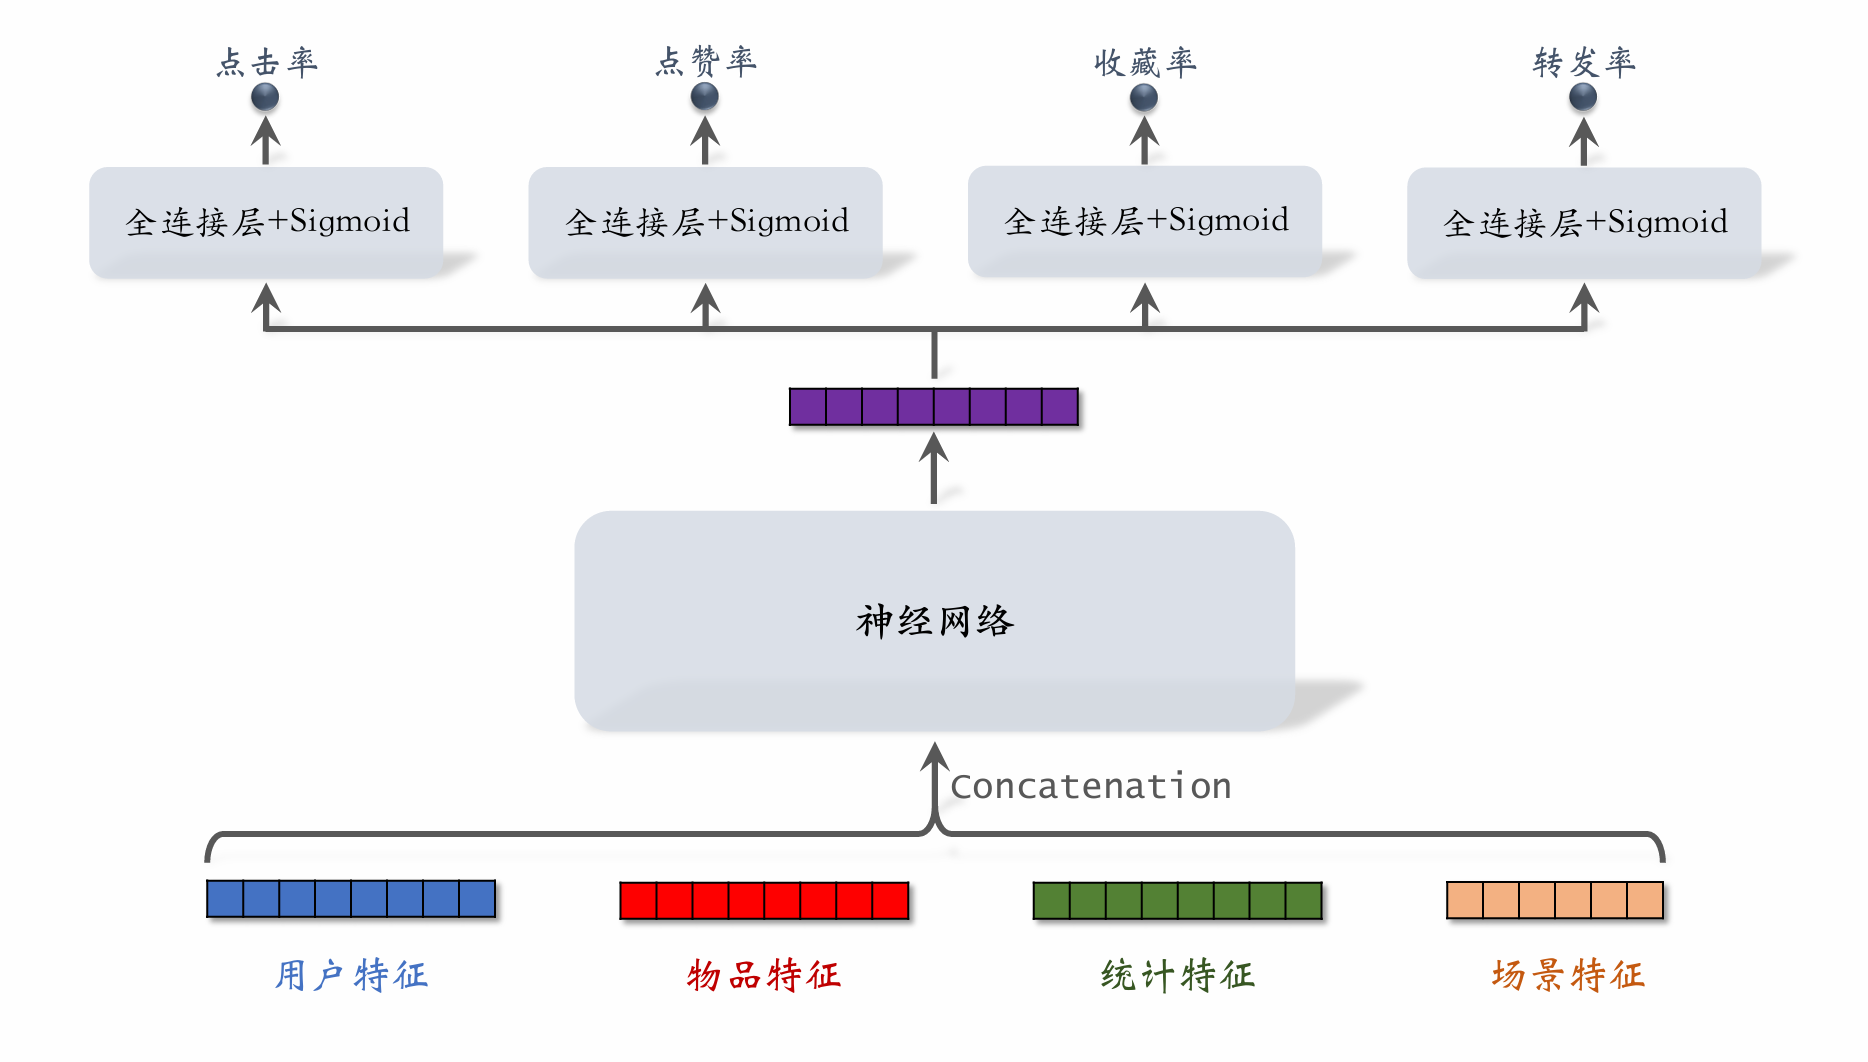 点击率
点赞率
收藏率
转发率
全连接层+Sigmoid
全连接层+Sigmoid
全连接层+Sigmoid
全连接层+Sigmoid
神经网络
Concatenation
用户特征
物品特征
统计特征
场景特征